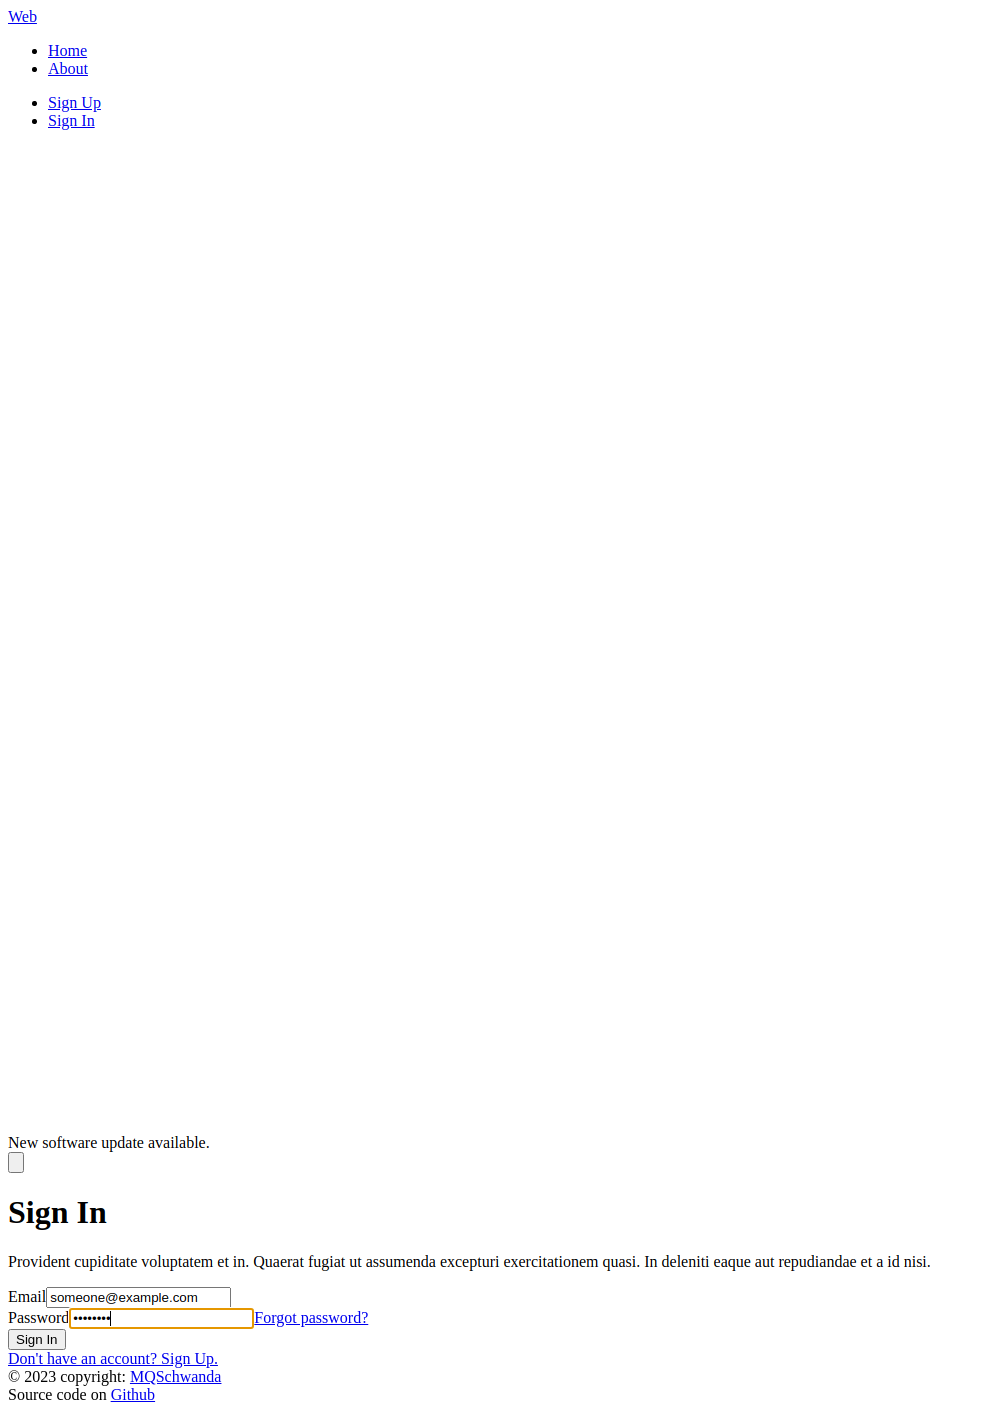 Web
Home
About
Sign Up
Sign In
New software update available.
Sign In
Provident cupiditate voluptatem et in. Quaerat fugiat ut assumenda excepturi exercitationem quasi. In deleniti eaque aut repudiandae et a id nisi.
Email someone@example.com
Password •••••••• Forgot password?
Sign In
Don't have an account? Sign Up.
© 2023 copyright: MQSchwanda
Source code on Github